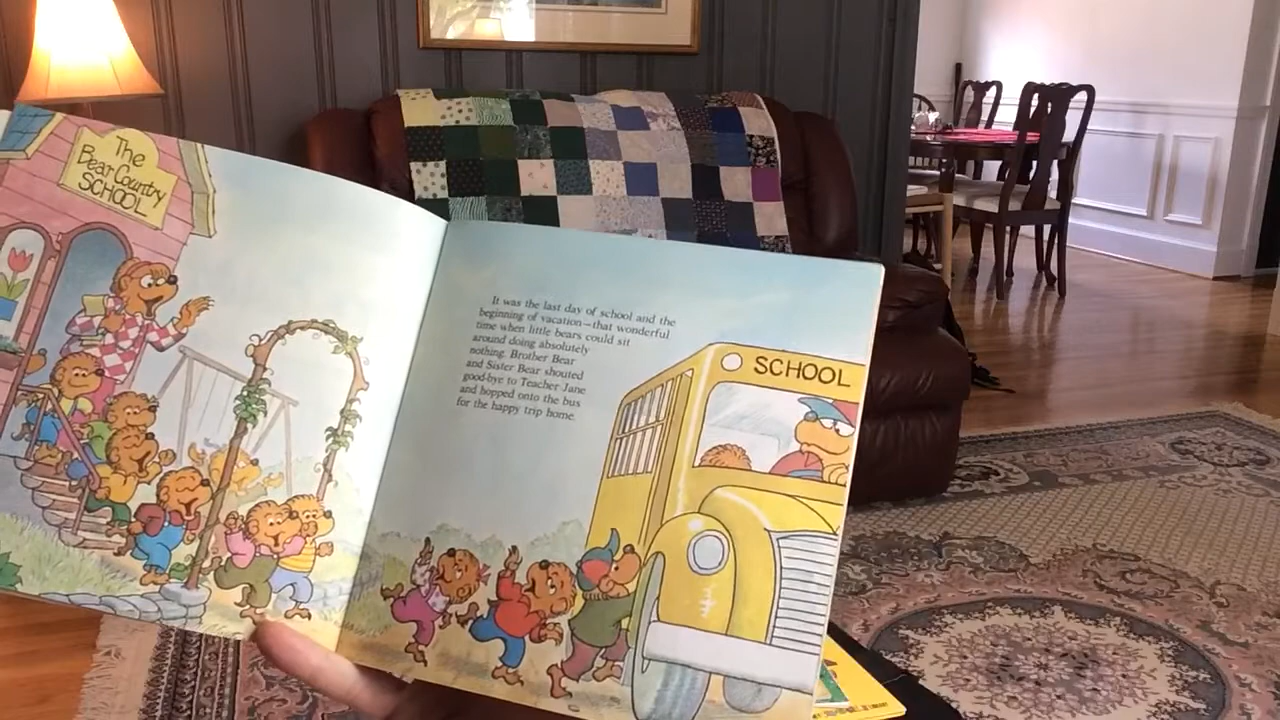 The
Bear Country
SCHOOL
It was the last day of school and the
beginning of vacation—that wonderful
time when little bears could sit
around doing absolutely
nothing. Brother Bear
and Sister Bear shouted
good-bye to Teacher Jane
and hopped onto the bus
for the happy trip home.
SCHOOL